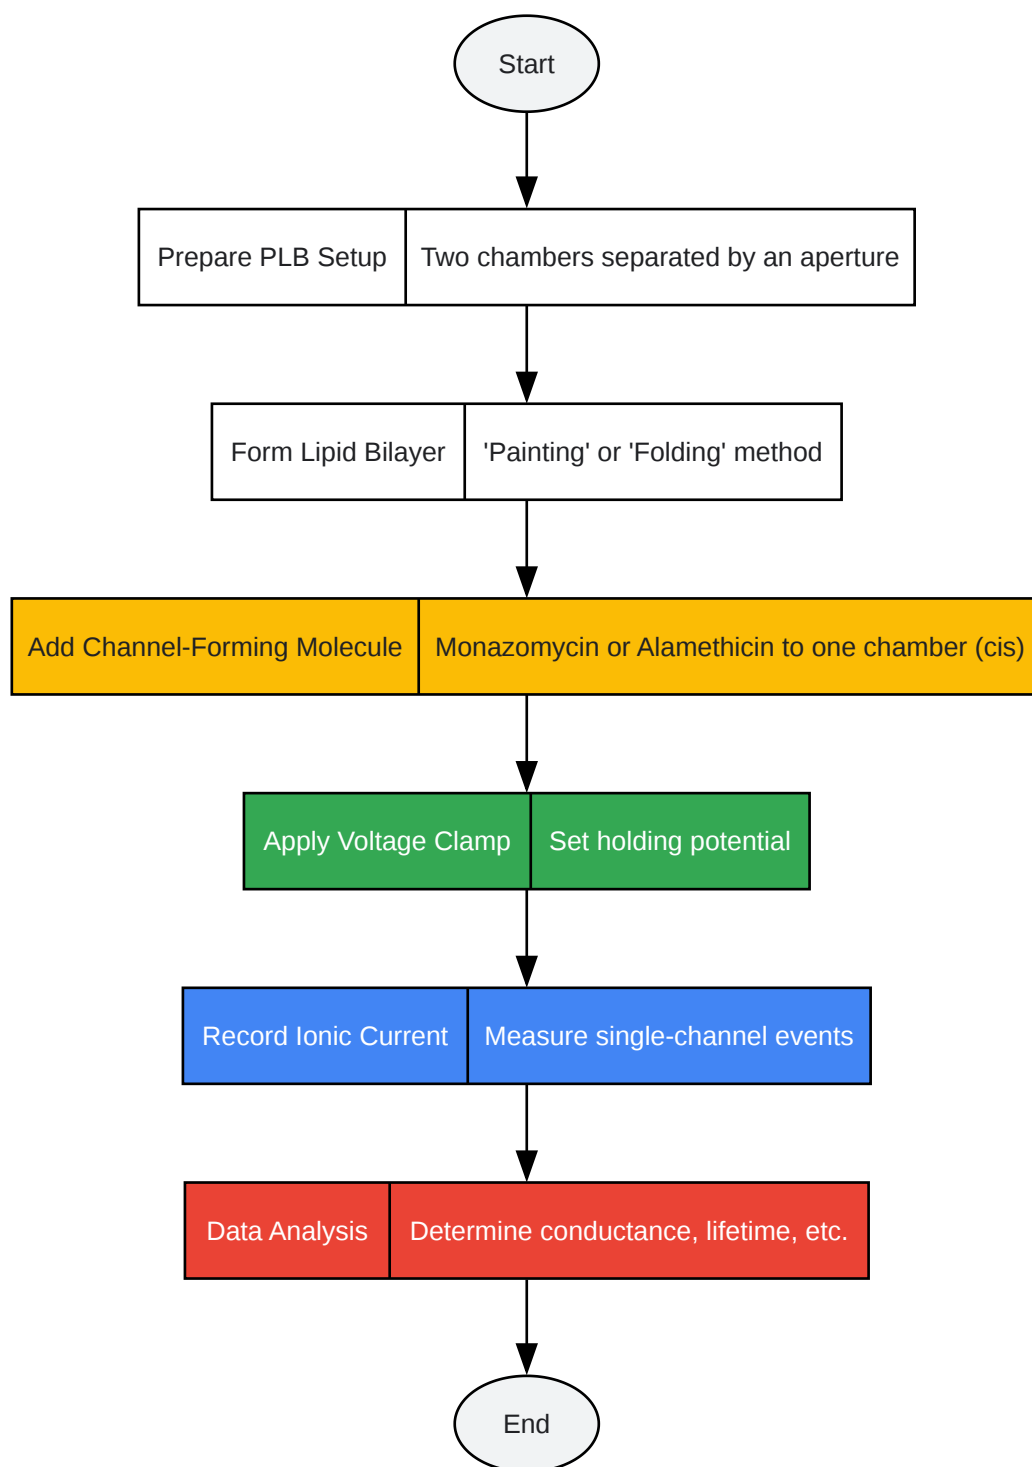 Start
Prepare PLB Setup
Two chambers separated by an aperture
Form Lipid Bilayer
'Painting' or 'Folding' method
Add Channel-Forming Molecule
Monazomycin or Alamethicin to one chamber (cis)
Apply Voltage Clamp
Set holding potential
Record Ionic Current
Measure single-channel events
Data Analysis
Determine conductance, lifetime, etc.
End